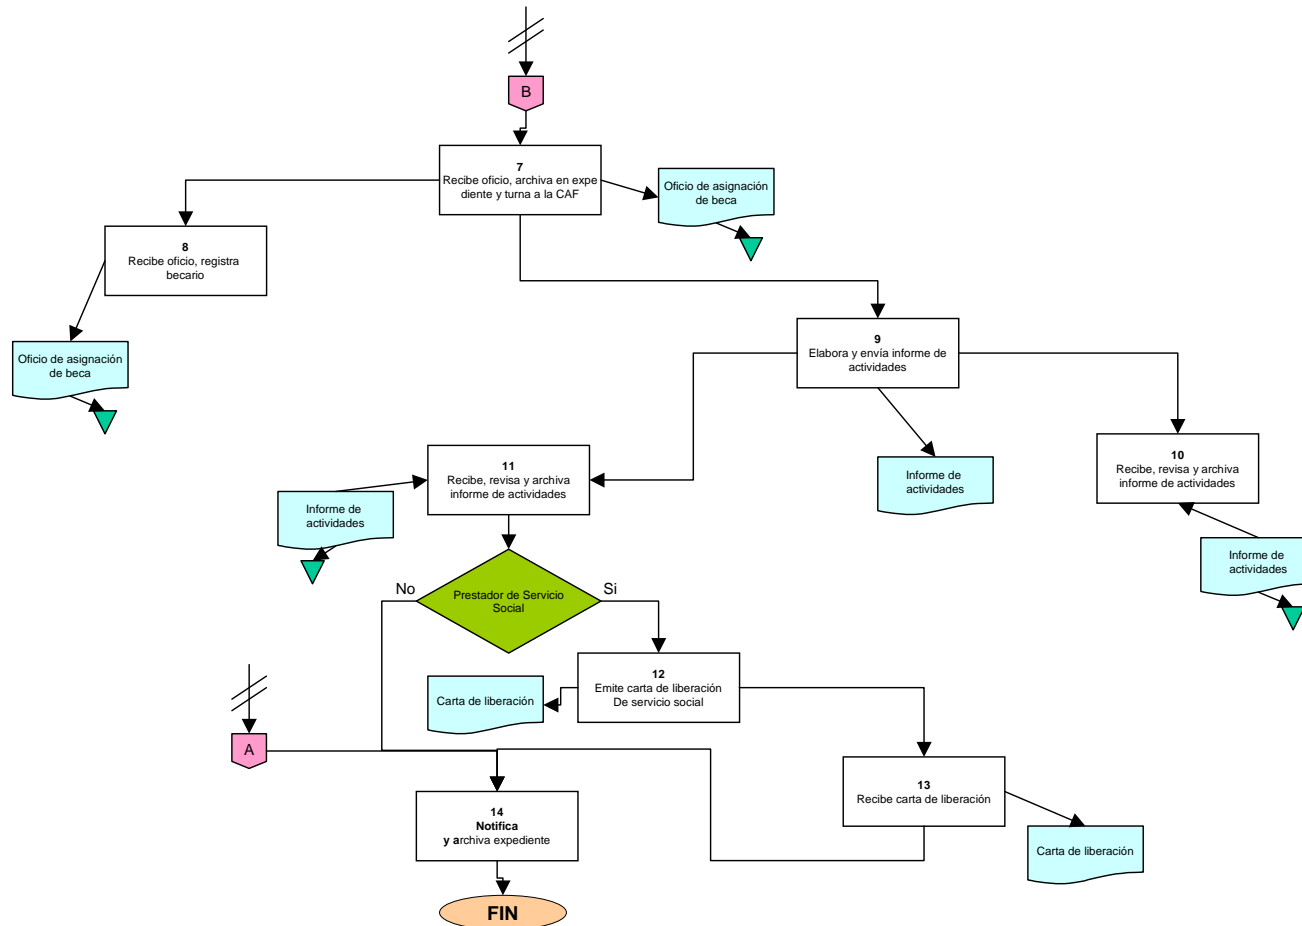 B
7
Recibe oficio, archiva en expe
diente y turna a la CAF
Oficio de asignación
de beca
8
Recibe oficio, registra
becario
Oficio de asignación
de beca
9
Elabora y envía informe de
actividades
10
Recibe, revisa y archiva
informe de actividades
11
Recibe, revisa y archiva
informe de actividades
Informe de
actividades
Informe de
actividades
Informe de
actividades
No
Prestador de Servicio
Social
Si
12
Emite carta de liberación
De servicio social
Carta de liberación
A
13
Recibe carta de liberación
14
Notifica
y archiva expediente
Carta de liberación
FIN